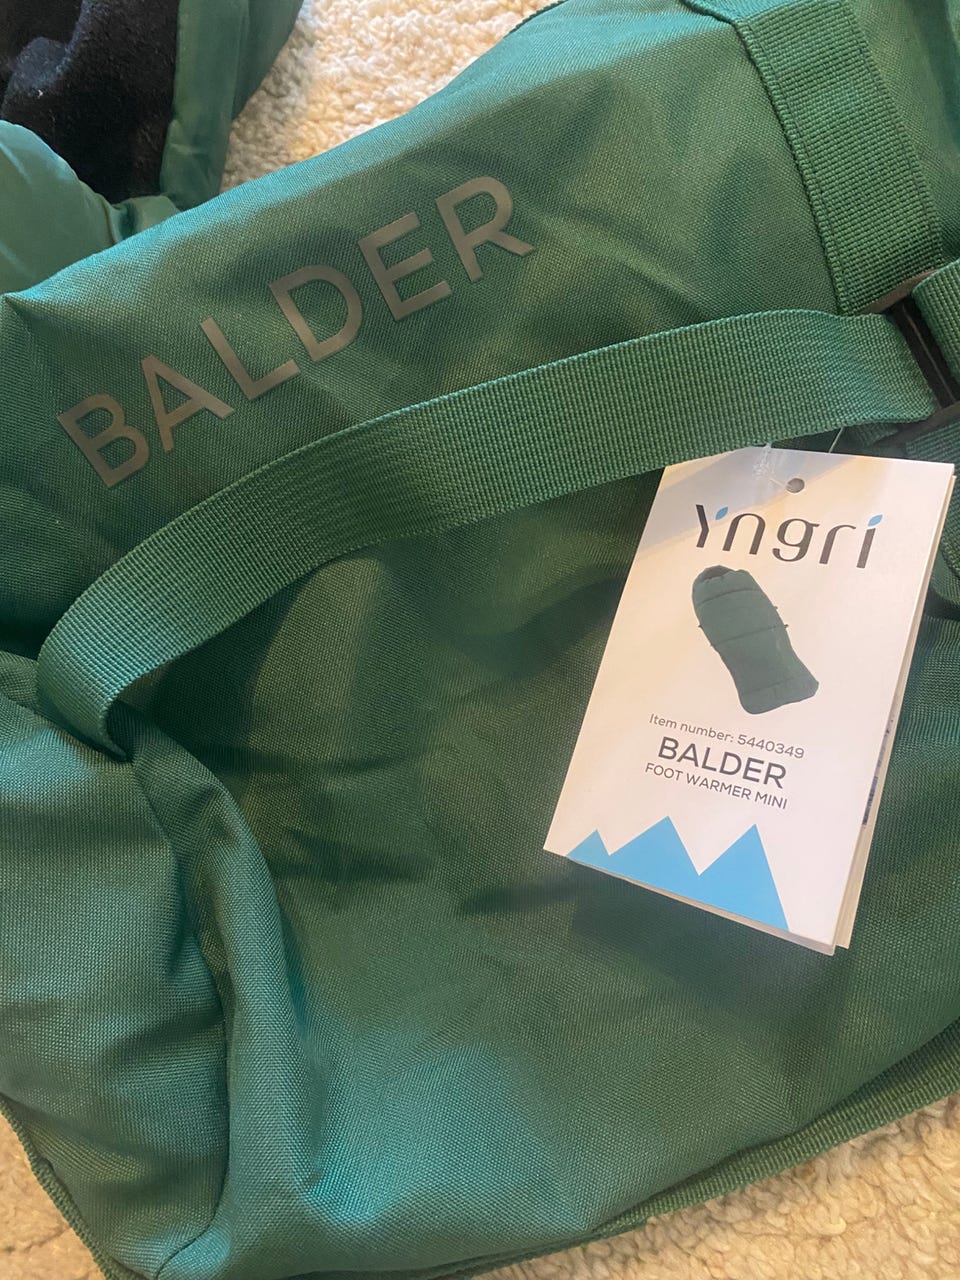 BALDER
Yngri
Item number: 5440349
BALDER
FOOT WARMER MINI